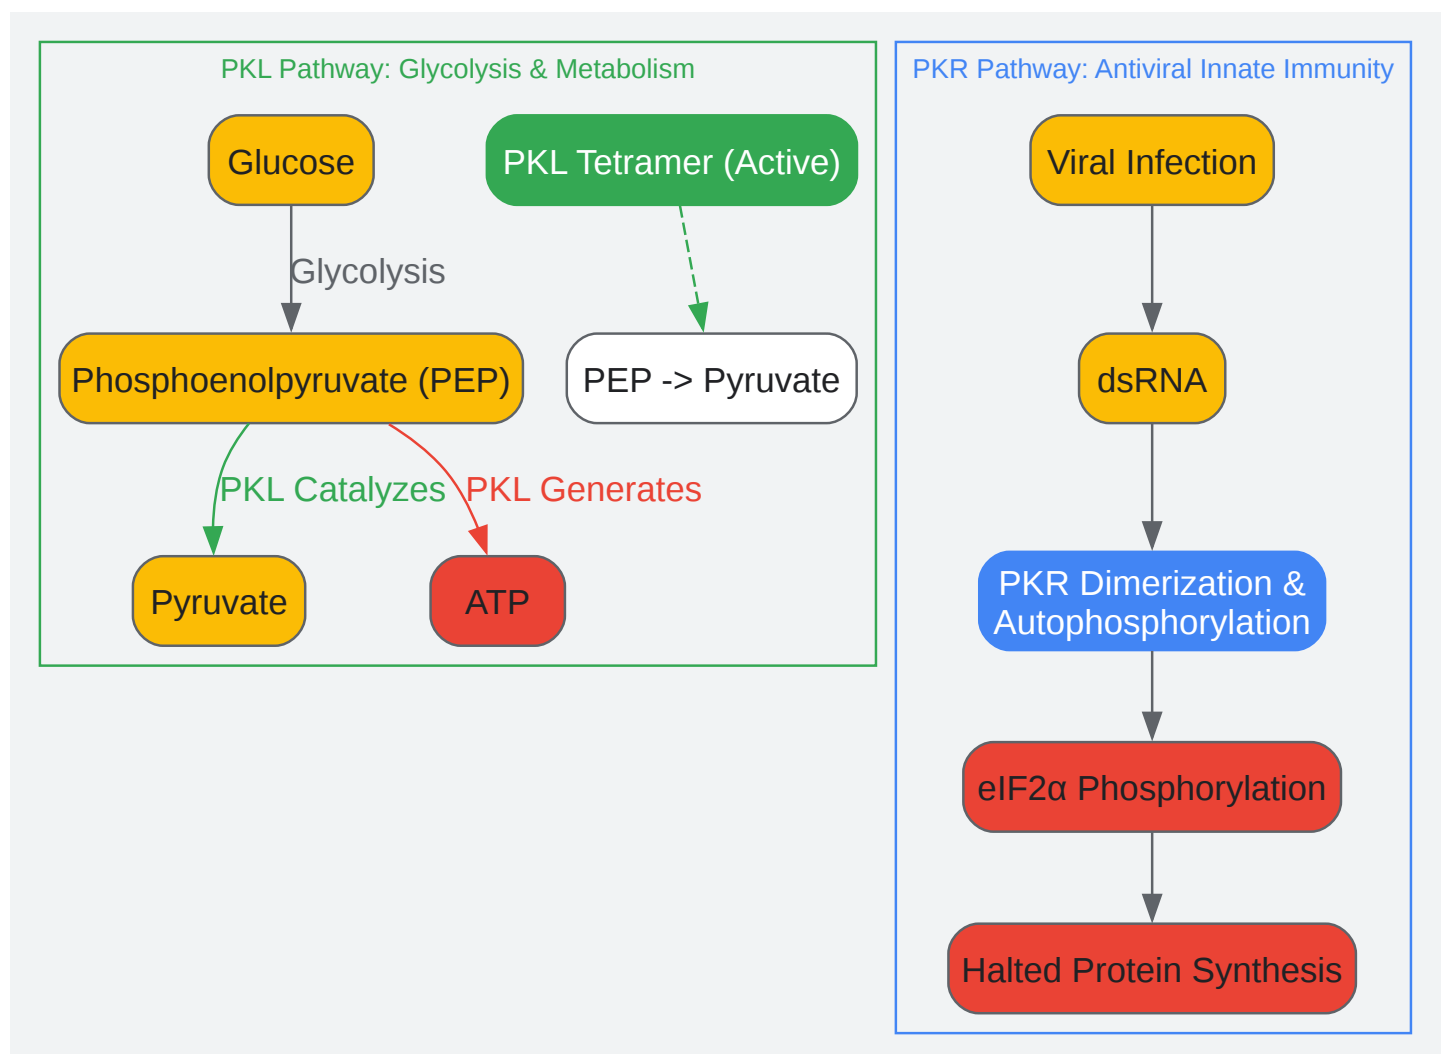 PKL Pathway: Glycolysis & Metabolism
Glucose
PKL Tetramer (Active)
Glycolysis
Phosphoenolpyruvate (PEP)
PEP -> Pyruvate
PKL Catalyzes
PKL Generates
Pyruvate
ATP
PKR Pathway: Antiviral Innate Immunity
Viral Infection
dsRNA
PKR Dimerization &
Autophosphorylation
eIF2α Phosphorylation
Halted Protein Synthesis